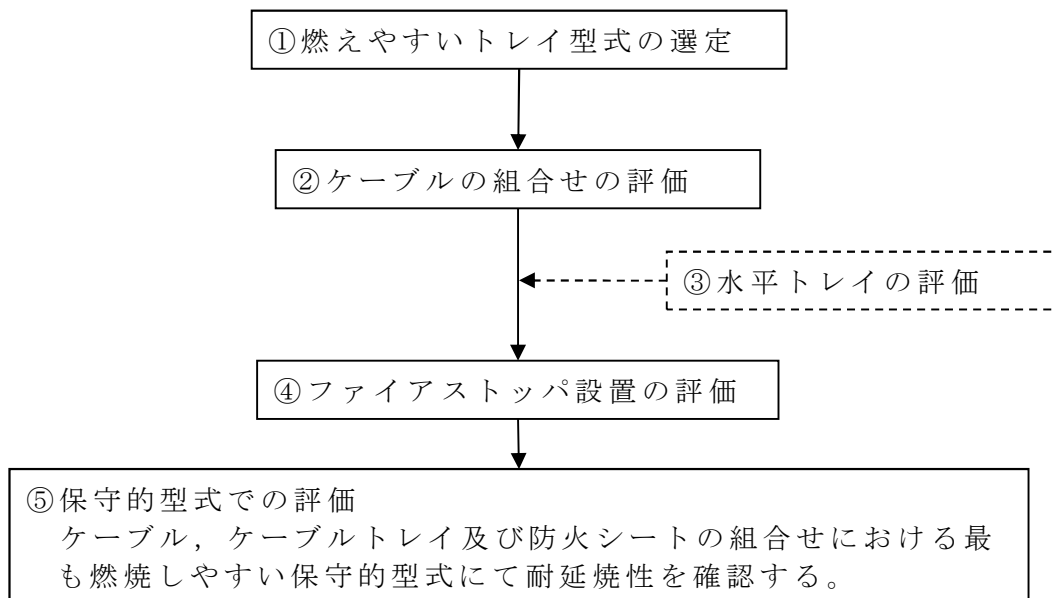 ①燃えやすいトレイ型式の選定
②ケーブルの組合せの評価
③水平トレイの評価
④ファイアストッパ設置の評価
⑤保守的型式での評価
ケーブル，ケーブルトレイ及び防火シートの組合せにおける最
も燃焼しやすい保守的型式にて耐延焼性を確認する。